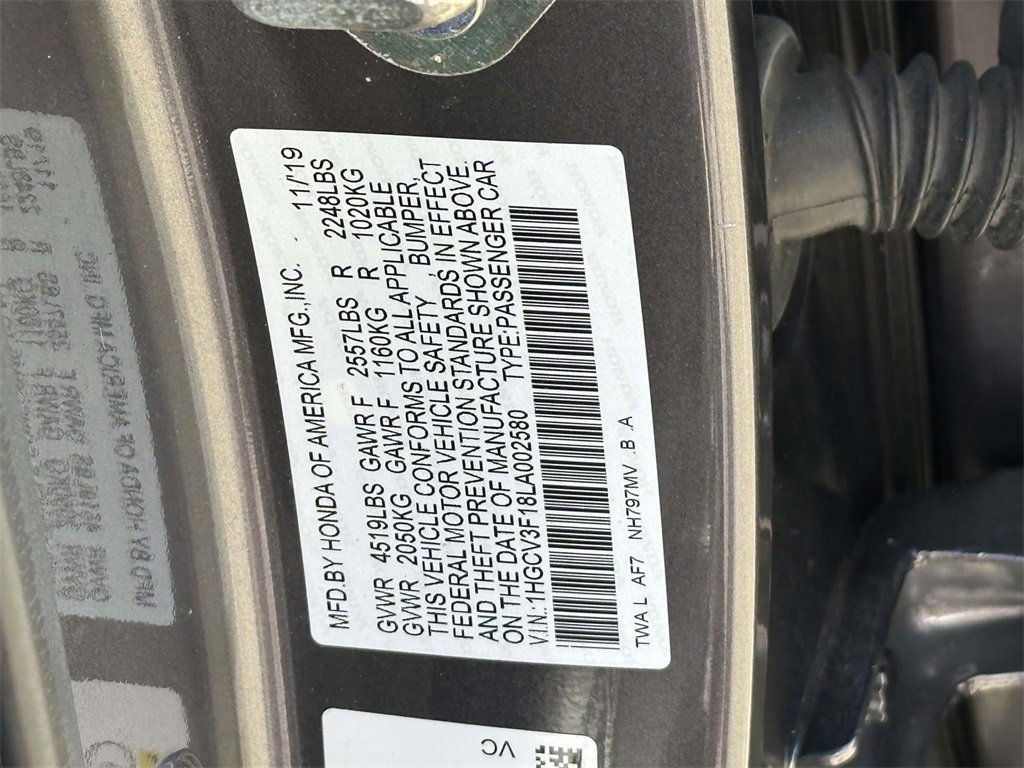 MFD.BY HONDA OF AMERICA MFG.,INC. 11/19
GVWR 4519LBS GAWR F 2557LBS R 2248LBS
GVWR 2050KG GAWR F 1160KG R 1020KG
THIS VEHICLE CONFORMS TO ALL APPLICABLE
FEDERAL MOTOR VEHICLE SAFETY, BUMPER,
AND THEFT PREVENTION STANDARDS IN EFFECT
ON THE DATE OF MANUFACTURE SHOWN ABOVE.
VIN.:1HGCV3F18LA002580 TYPE:PASSENGER CAR
TWA L AF7 NH797MV .B .A
VC